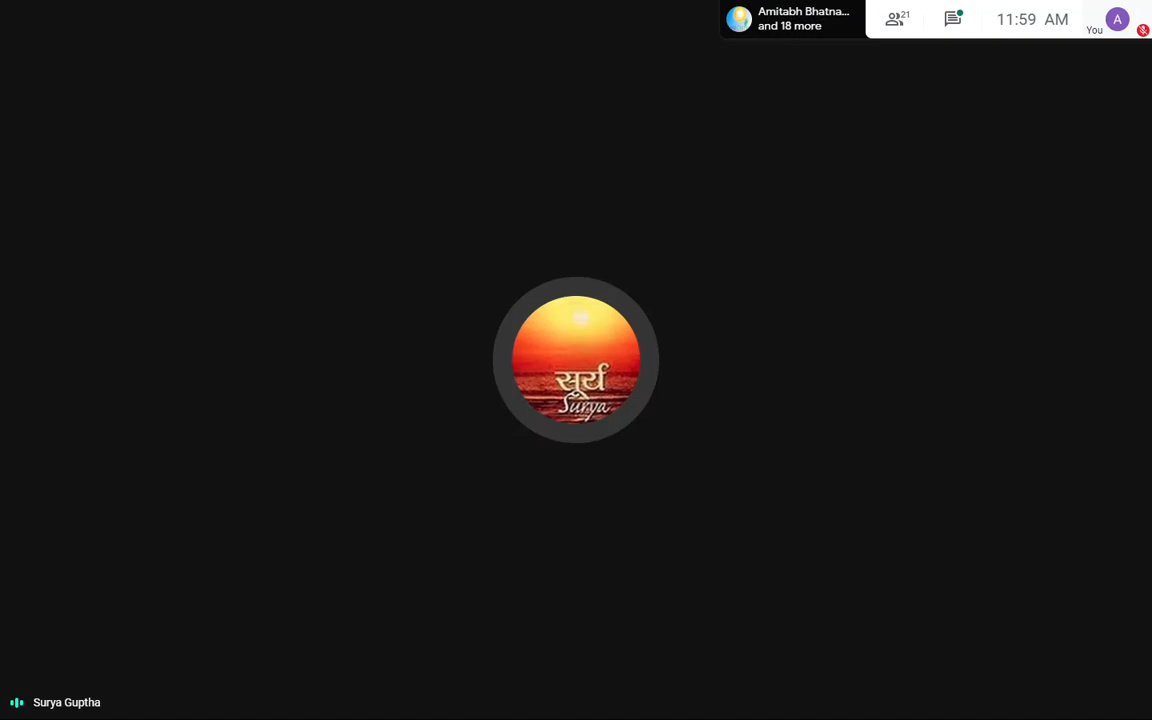 Amitabh Bhatna...
and 18 more
21
11:59 AM
You
A
सूर्य
Surya
Surya Guptha